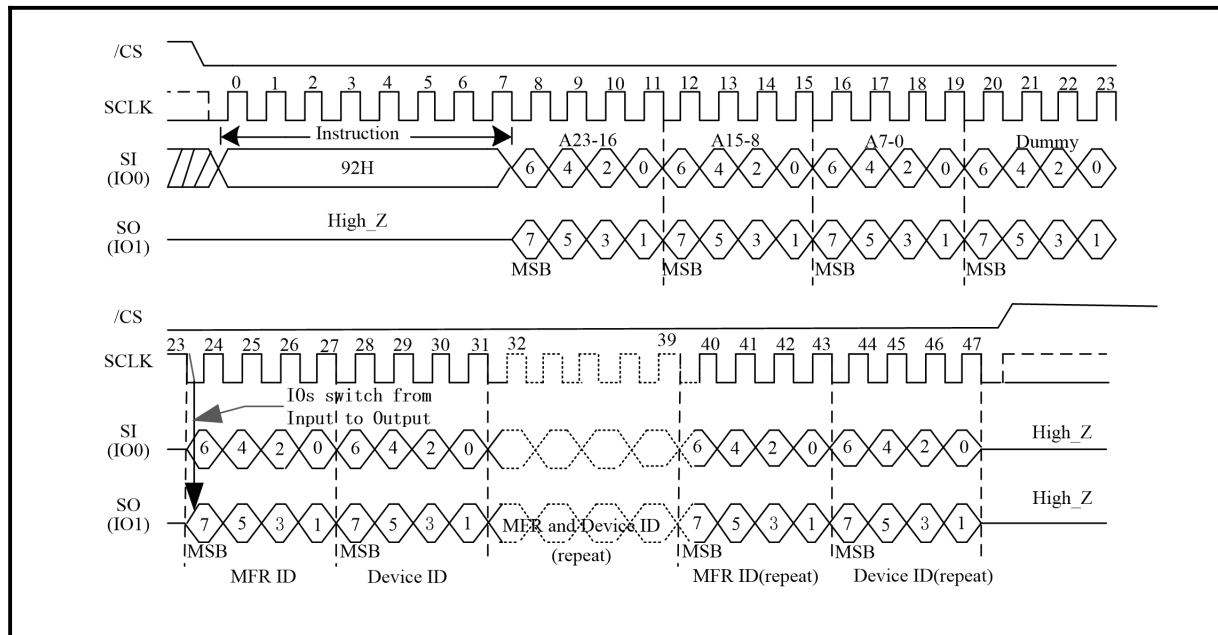 /CS
0 1 2 3 4 5 6 7 8 9 10 11 12 13 14 15 16 17 18 19 20 21 22 23
SCLK
Instruction A23-16 A15-8 A7-0 Dummy
SI
(IO0)
92H 6 4 2 0 6 4 2 0 6 4 2 0 6 4 2 0
SO
(IO1)
High_Z 7 5 3 1 7 5 3 1 7 5 3 1 7 5 3 1
MSB MSB MSB MSB
/CS
23 24 25 26 27 28 29 30 31 32 39 40 41 42 43 44 45 46 47
SCLK
IOs switch from
Input to Output
SI
(IO0)
6 4 2 0 6 4 2 0 6 4 2 0 6 4 2 0 High_Z
SO
(IO1)
7 5 3 1 7 5 3 1 MFR and Device ID 7 5 3 1 7 5 3 1 High_Z
(repeat)
MSB MSB MSB MSB
MFR ID Device ID MFR ID(repeat) Device ID(repeat)